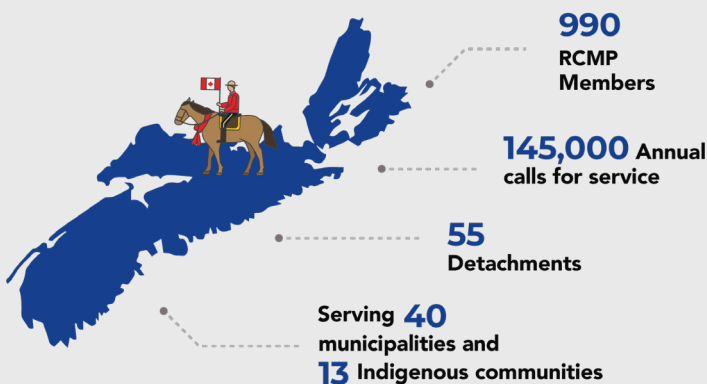 990
RCMP
Members
145,000 Annual
calls for service
55
Detachments
Serving 40
municipalities and
13 Indigenous communities